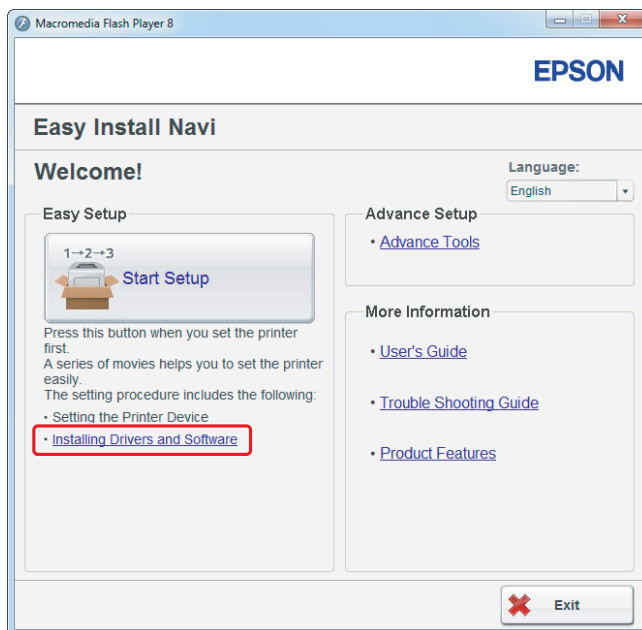 Macromedia Flash Player 8
EPSON
Easy Install Navi
Welcome!
Language:
English
Easy Setup
1→2→3
Start Setup
Press this button when you set the printer
first.
A series of movies helps you to set the printer
easily.
The setting procedure includes the following:
• Setting the Printer Device
• Installing Drivers and Software
Advance Setup
• Advance Tools
More Information
• User's Guide
• Trouble Shooting Guide
• Product Features
Exit